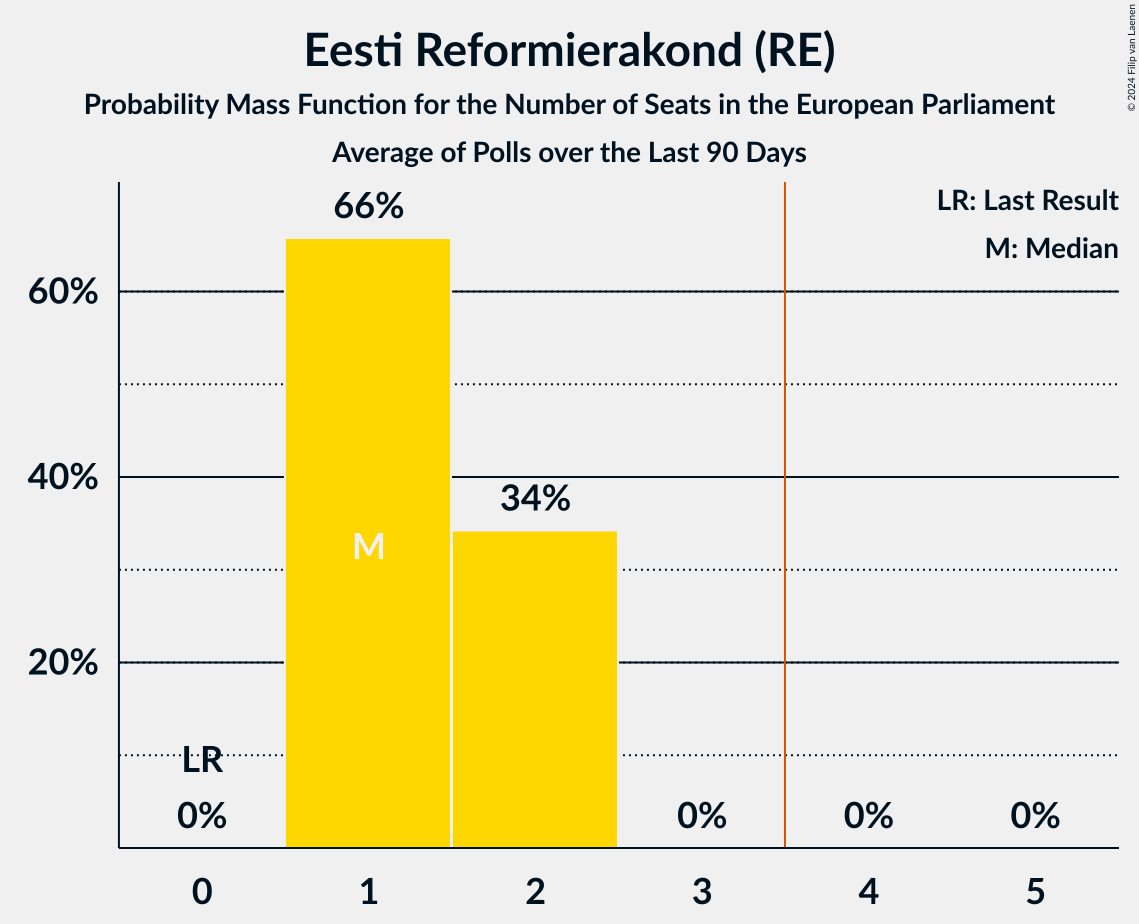 Eesti Reformierakond (RE)
Probability Mass Function for the Number of Seats in the European Parliament
Average of Polls over the Last 90 Days
© 2024 Filip van Laenen
LR: Last Result
M: Median
66%
60%
40%
34%
M
20%
LR
0%
0%
0%
0%
0 1 2 3 4 5